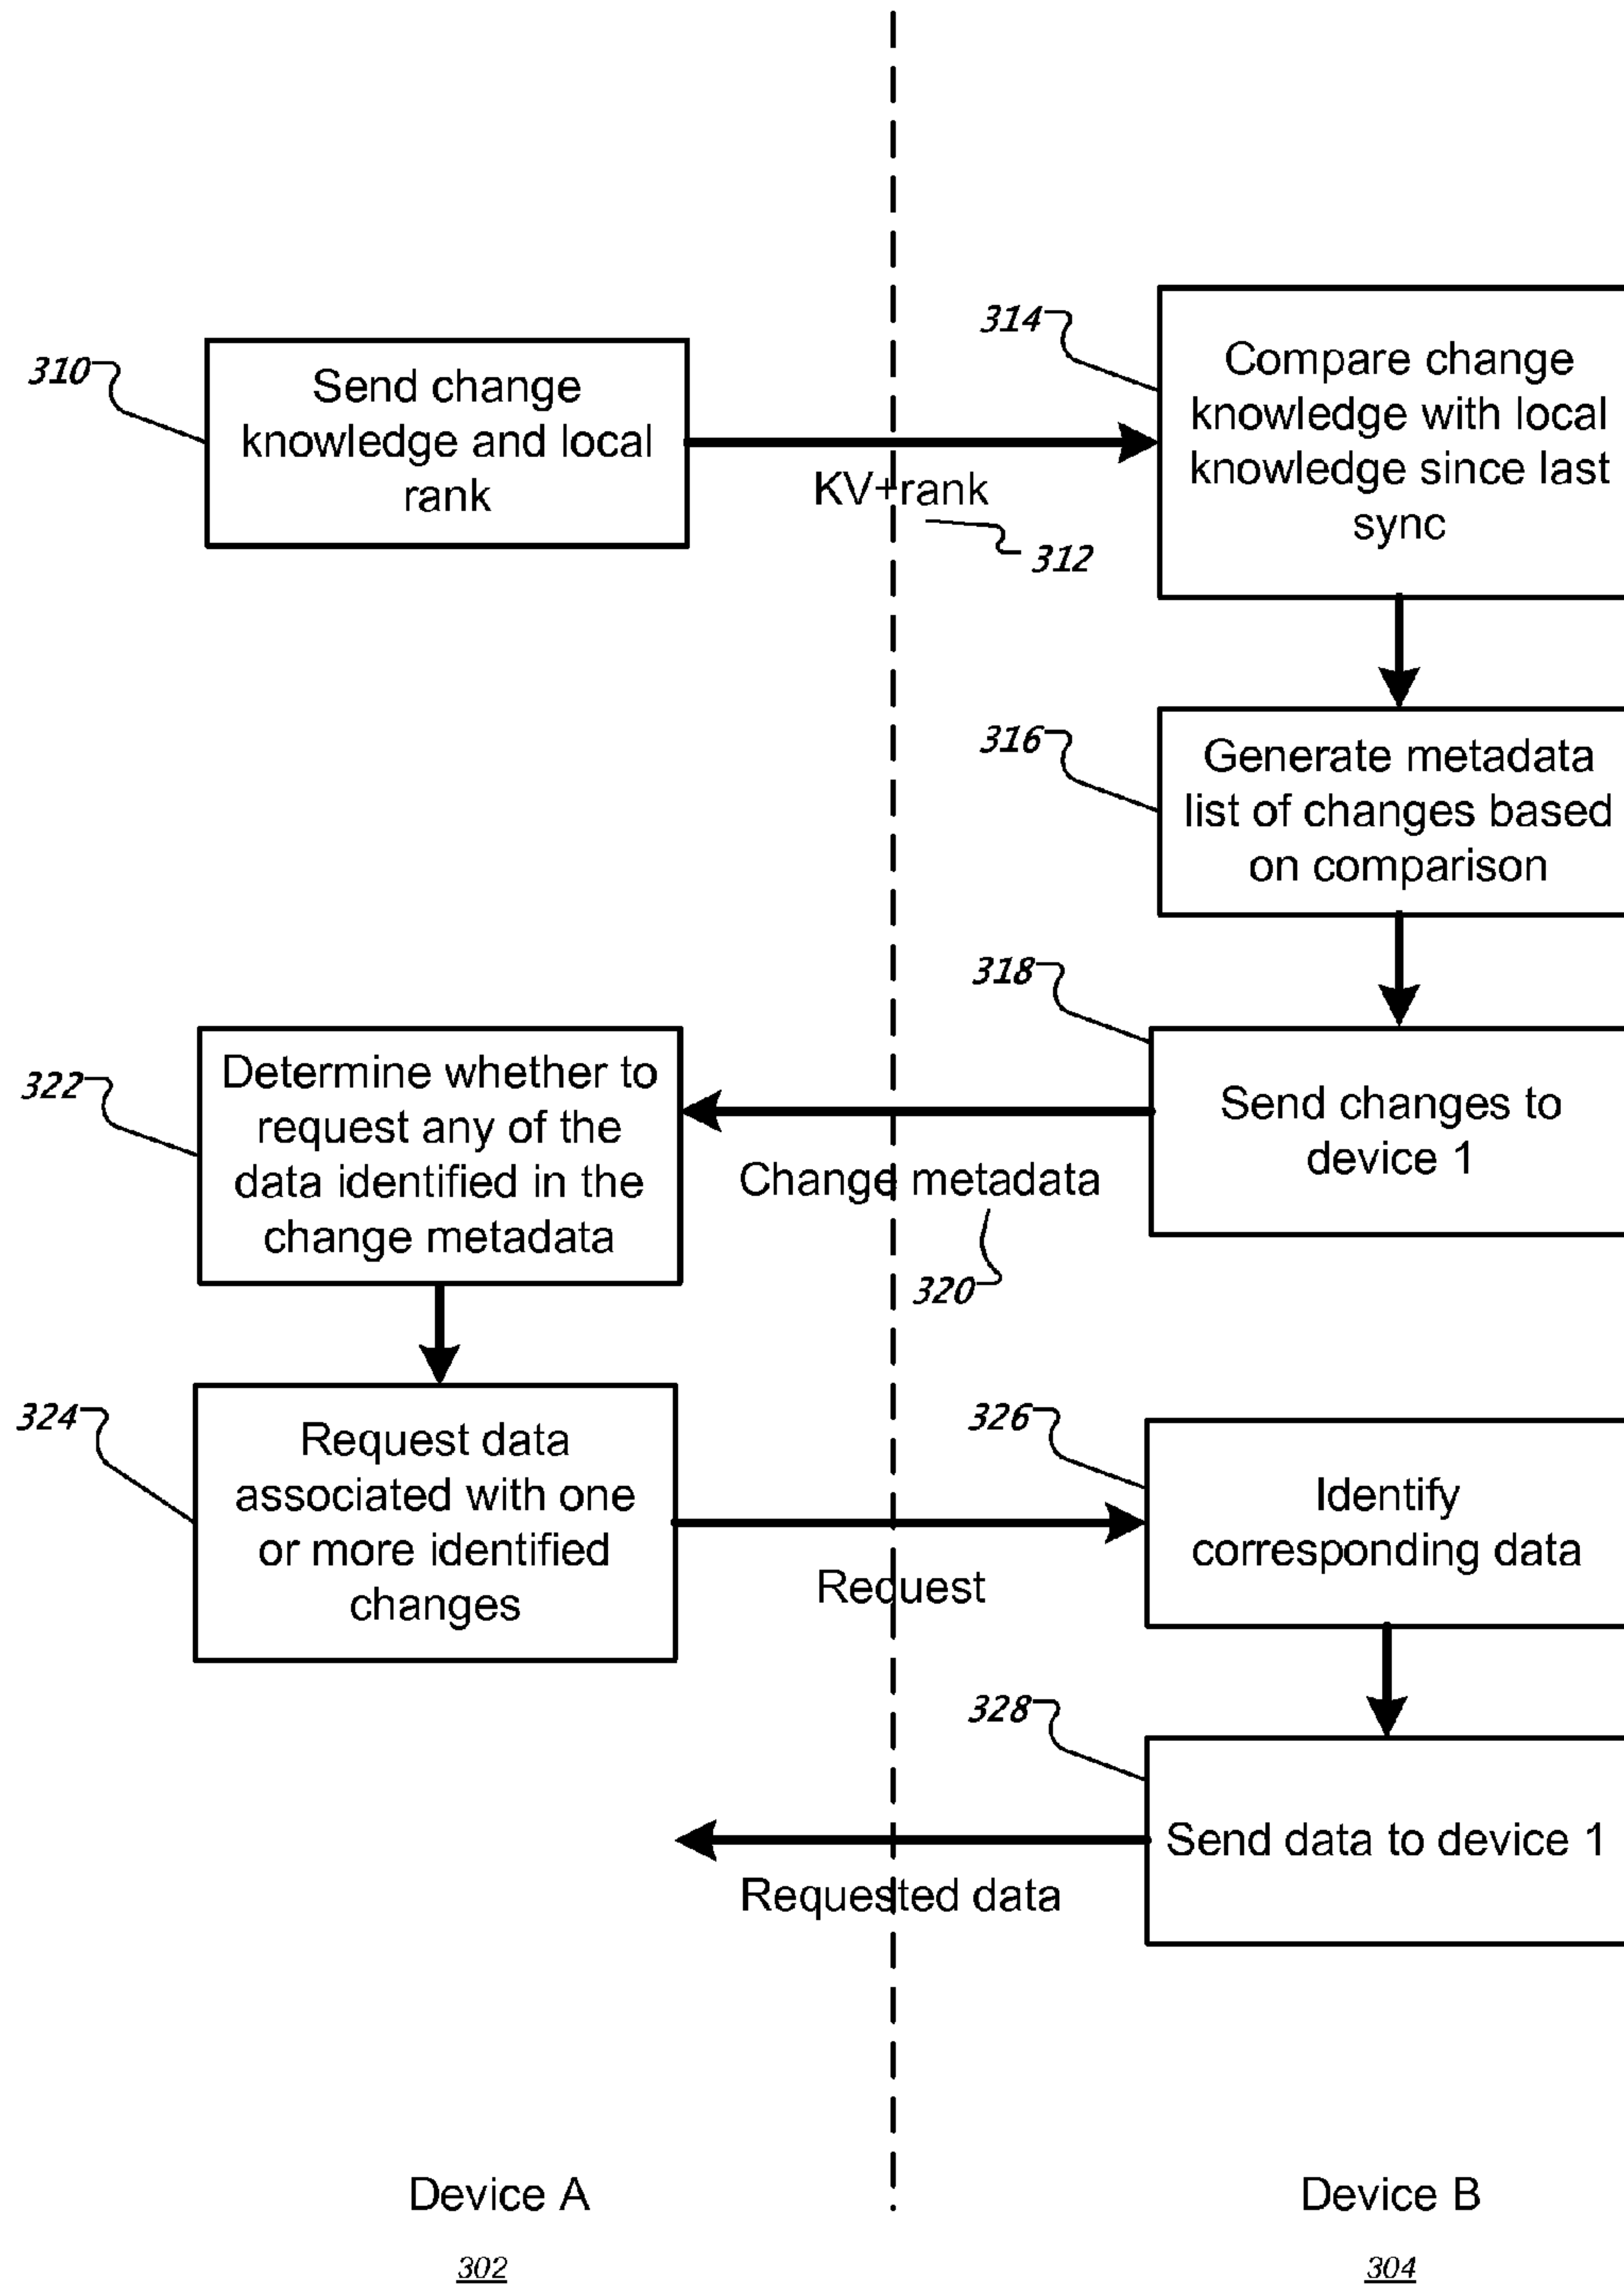 310
Send change
knowledge and local
rank
KV+rank
312
314
Compare change
knowledge with local
knowledge since last
sync
316
Generate metadata
list of changes based
on comparison
318
Send changes to
device 1
Change metadata
320
322
Determine whether to
request any of the
data identified in the
change metadata
324
Request data
associated with one
or more identified
changes
Request
326
Identify
corresponding data
328
Send data to device 1
Requested data
Device A
302
Device B
304